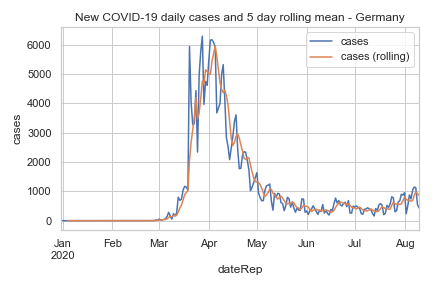 New COVID-19 daily cases and 5 day rolling mean - Germany
cases
cases (rolling)
6000
5000
4000
3000
2000
1000
0
cases
Jan Feb Mar Apr May Jun Jul Aug
2020
dateRep